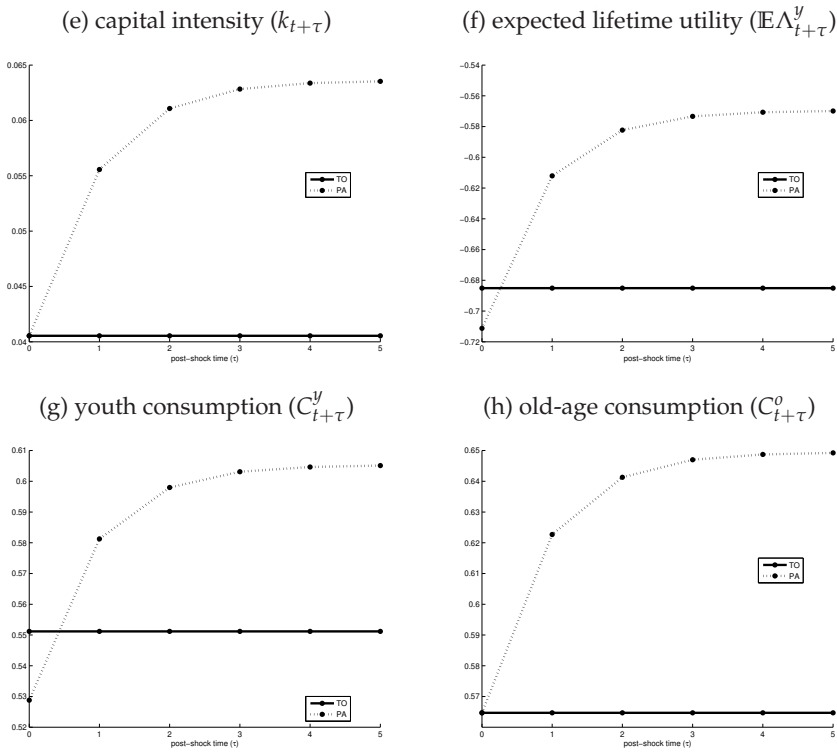 (e) capital intensity (k_{t+τ})
0.065
0.06
0.055
0.05
0.045
0.04
0 1 2 3 4 5
post-shock time (τ)
TO
PA
(f) expected lifetime utility (𝔼Λ^y_{t+τ})
−0.54
−0.56
−0.58
−0.6
−0.62
−0.64
−0.66
−0.68
−0.7
−0.72
0 1 2 3 4 5
post-shock time (τ)
TO
PA
(g) youth consumption (C^y_{t+τ})
0.61
0.6
0.59
0.58
0.57
0.56
0.55
0.54
0.53
0.52
0 1 2 3 4 5
post-shock time (τ)
TO
PA
(h) old-age consumption (C^o_{t+τ})
0.65
0.64
0.63
0.62
0.61
0.6
0.59
0.58
0.57
0 1 2 3 4 5
post-shock time (τ)
TO
PA